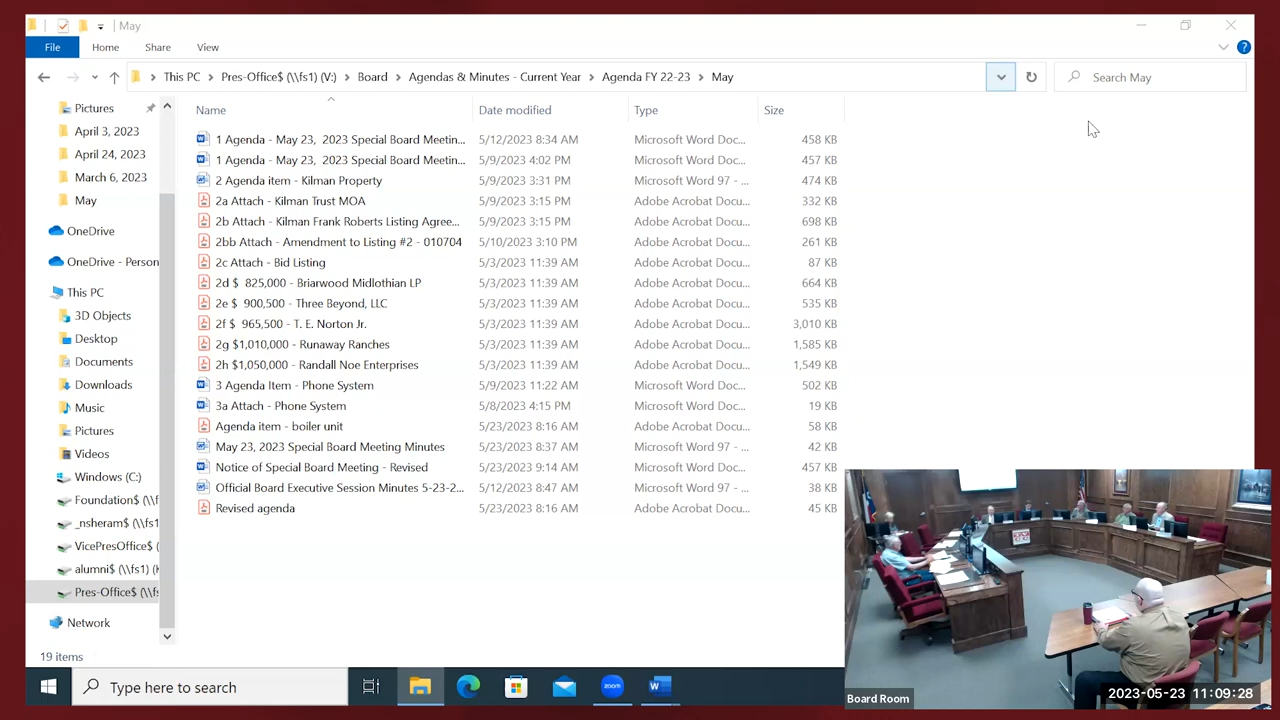 May
File Home Share View
This PC Pres-Office$ (\\fs1) (V:) Board Agendas & Minutes - Current Year Agenda FY 22-23 May Search May
Name Date modified Type Size
Pictures
April 3, 2023
April 24, 2023
March 6, 2023
May
OneDrive
OneDrive - Person
This PC
3D Objects
Desktop
Documents
Downloads
Music
Pictures
Videos
Windows (C:)
Foundation$ (\\f
_nsheram$ (\\fs1
VicePresOffice$ (
alumni$ (\\fs1) (
Pres-Office$ (\\fs
Network
1 Agenda - May 23, 2023 Special Board Meetin... 5/12/2023 8:34 AM Microsoft Word Doc... 458 KB
1 Agenda - May 23, 2023 Special Board Meetin... 5/9/2023 4:02 PM Microsoft Word Doc... 457 KB
2 Agenda item - Kilman Property 5/9/2023 3:31 PM Microsoft Word 97 - ... 474 KB
2a Attach - Kilman Trust MOA 5/9/2023 3:15 PM Adobe Acrobat Docu... 332 KB
2b Attach - Kilman Frank Roberts Listing Agree... 5/9/2023 3:15 PM Adobe Acrobat Docu... 698 KB
2bb Attach - Amendment to Listing #2 - 010704 5/10/2023 3:10 PM Adobe Acrobat Docu... 261 KB
2c Attach - Bid Listing 5/3/2023 11:39 AM Adobe Acrobat Docu... 87 KB
2d $ 825,000 - Briarwood Midlothian LP 5/3/2023 11:39 AM Adobe Acrobat Docu... 664 KB
2e $ 900,500 - Three Beyond, LLC 5/3/2023 11:39 AM Adobe Acrobat Docu... 535 KB
2f $ 965,500 - T. E. Norton Jr. 5/3/2023 11:39 AM Adobe Acrobat Docu... 3,010 KB
2g $1,010,000 - Runaway Ranches 5/3/2023 11:39 AM Adobe Acrobat Docu... 1,585 KB
2h $1,050,000 - Randall Noe Enterprises 5/3/2023 11:39 AM Adobe Acrobat Docu... 1,549 KB
3 Agenda Item - Phone System 5/9/2023 11:22 AM Microsoft Word Doc... 502 KB
3a Attach - Phone System 5/8/2023 4:15 PM Microsoft Word Doc... 19 KB
Agenda item - boiler unit 5/23/2023 8:16 AM Adobe Acrobat Docu... 58 KB
May 23, 2023 Special Board Meeting Minutes 5/23/2023 8:37 AM Microsoft Word 97 - ... 42 KB
Notice of Special Board Meeting - Revised 5/23/2023 9:14 AM Microsoft Word Doc... 457 KB
Official Board Executive Session Minutes 5-23-2... 5/12/2023 8:47 AM Microsoft Word 97 - ... 38 KB
Revised agenda 5/23/2023 8:16 AM Adobe Acrobat Docu... 45 KB
19 items
Type here to search
zoom
Board Room
2023-05-23 11:09:28